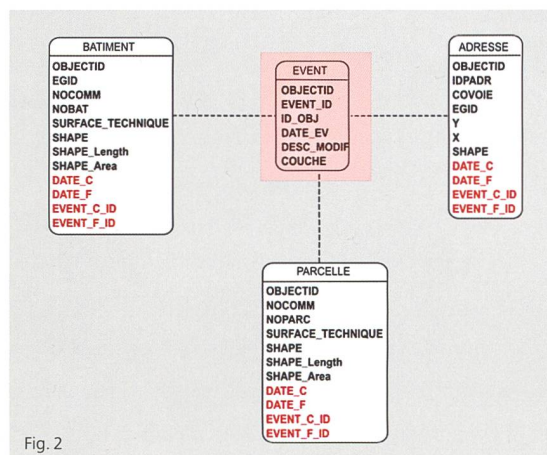 BATIMENT
OBJECTID
EGID
NOCOMM
NOBAT
SURFACE_TECHNIQUE
SHAPE
SHAPE_Length
SHAPE_Area
DATE_C
DATE_F
EVENT_C_ID
EVENT_F_ID
EVENT
OBJECTID
EVENT_ID
ID_OBJ
DATE_EV
DESC_MODIF
COUCHE
ADRESSE
OBJECTID
IDPADR
COVOIE
EGID
Y
X
SHAPE
DATE_C
DATE_F
EVENT_C_ID
EVENT_F_ID
PARCELLE
OBJECTID
NOCOMM
NOPARC
SURFACE_TECHNIQUE
SHAPE
SHAPE_Length
SHAPE_Area
DATE_C
DATE_F
EVENT_C_ID
EVENT_F_ID
Fig. 2